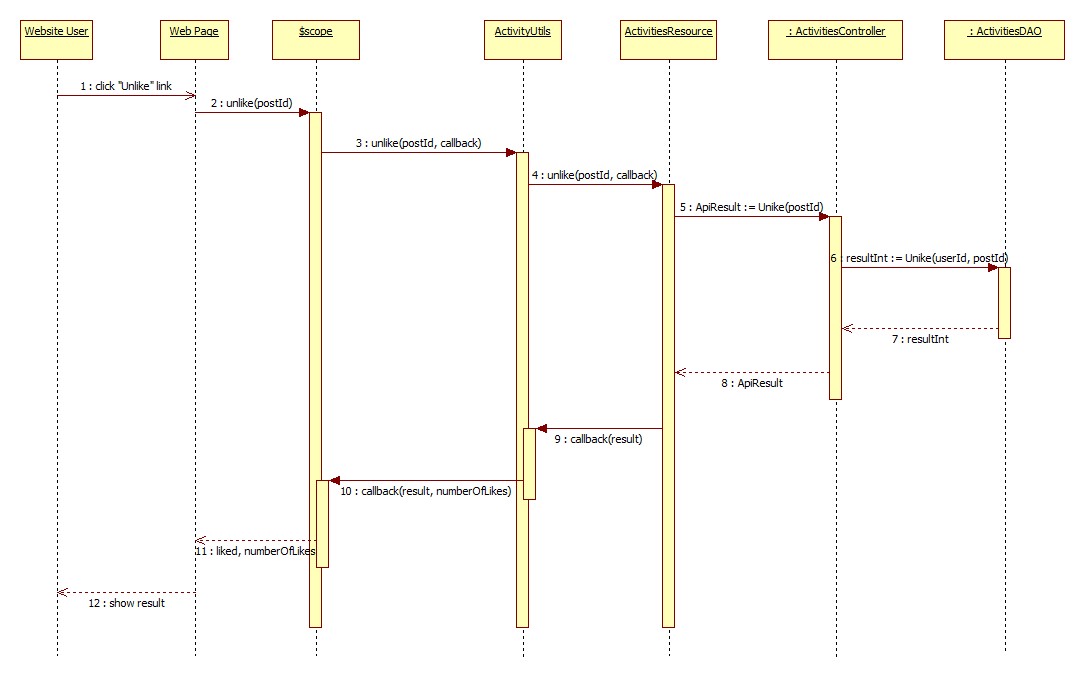 Website User
Web Page
$scope
ActivityUtils
ActivitiesResource
: ActivitiesController
: ActivitiesDAO
1 : click "Unlike" link
2 : unlike(postId)
3 : unlike(postId, callback)
4 : unlike(postId, callback)
5 : ApiResult := Unike(postId)
6 : resultInt := Unike(userId, postId)
7 : resultInt
8 : ApiResult
9 : callback(result)
10 : callback(result, numberOfLikes)
11 : liked, numberOfLikes
12 : show result